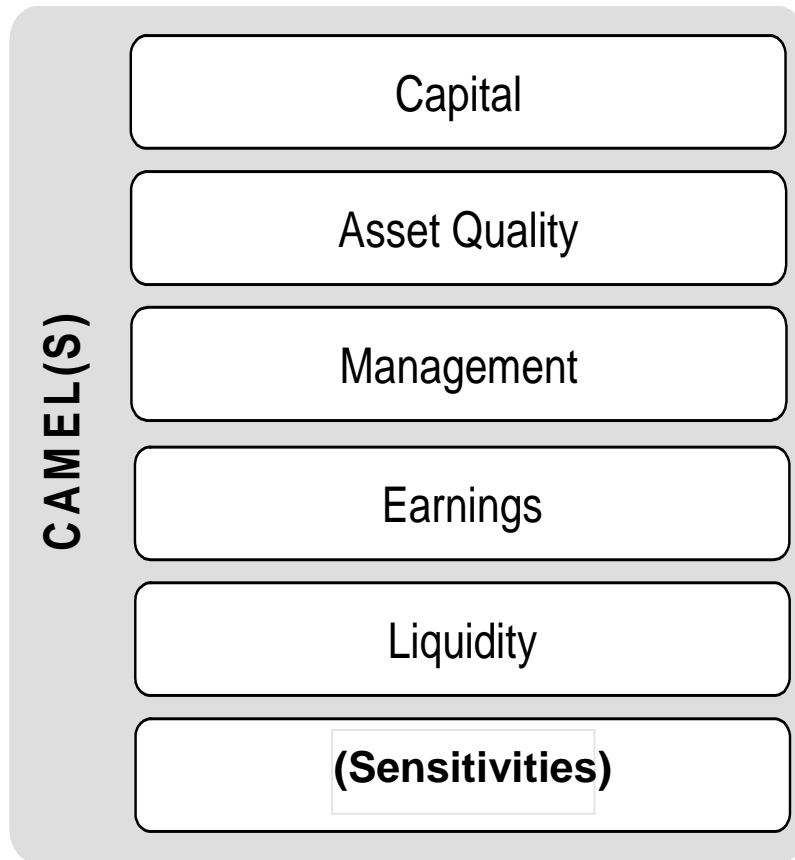 CAMEL(S)
Capital
Asset Quality
Management
Earnings
Liquidity
(Sensitivities)